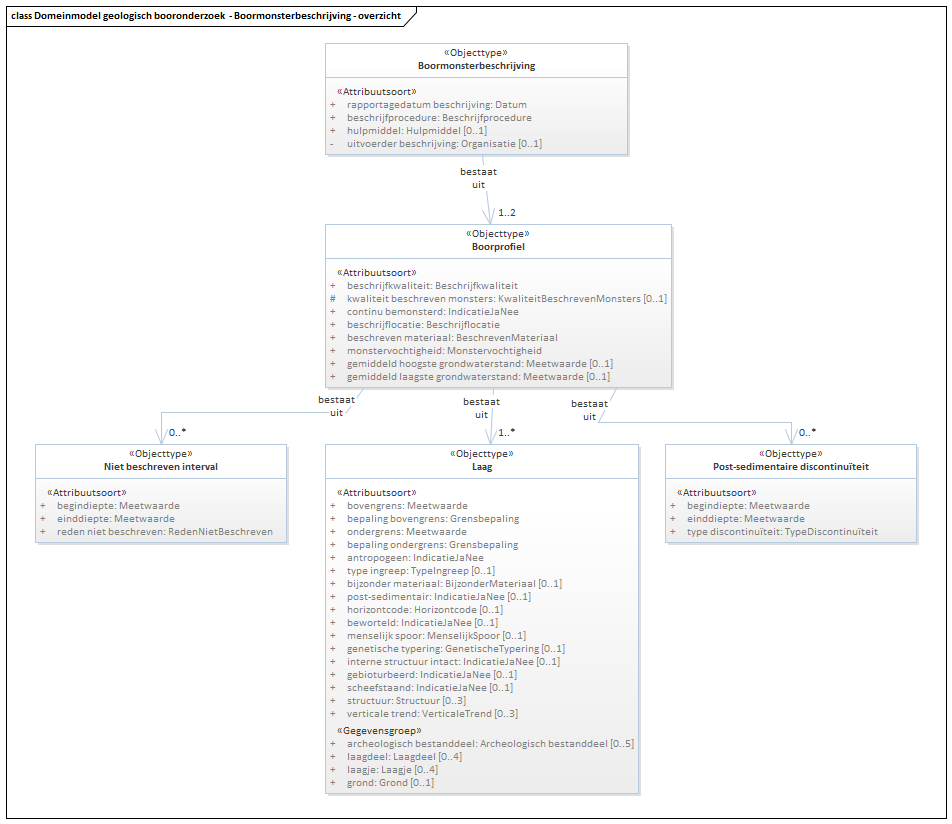 class Domeinmodel geologisch booronderzoek - Boormonsterbeschrijving - overzicht
«Objecttype»
Boormonsterbeschrijving
«Attribuutsoort»
+ rapportagedatum beschrijving: Datum
+ beschrijfprocedure: Beschrijfprocedure
+ hulpmiddel: Hulpmiddel [0..1]
- uitvoerder beschrijving: Organisatie [0..1]
bestaat
uit
1..2
«Objecttype»
Boorprofiel
«Attribuutsoort»
+ beschrijfkwaliteit: Beschrijfkwaliteit
# kwaliteit beschreven monsters: KwaliteitBeschrevenMonsters [0..1]
+ continu bemonsterd: IndicatieJaNee
+ beschrijflocatie: Beschrijflocatie
+ beschreven materiaal: BeschrevenMateriaal
+ monstervochtigheid: Monstervochtigheid
+ gemiddeld hoogste grondwaterstand: Meetwaarde [0..1]
+ gemiddeld laagste grondwaterstand: Meetwaarde [0..1]
bestaat
uit
0..*
bestaat
uit
1..*
bestaat
uit
0..*
«Objecttype»
Niet beschreven interval
«Attribuutsoort»
+ begindiepte: Meetwaarde
+ einddiepte: Meetwaarde
+ reden niet beschreven: RedenNietBeschreven
«Objecttype»
Laag
«Attribuutsoort»
+ bovengrens: Meetwaarde
+ bepaling bovengrens: Grensbepaling
+ ondergrens: Meetwaarde
+ bepaling ondergrens: Grensbepaling
+ antropogeen: IndicatieJaNee
+ type ingreep: TypeIngreep [0..1]
+ bijzonder materiaal: BijzonderMateriaal [0..1]
+ post-sedimentair: IndicatieJaNee [0..1]
+ horizontcode: Horizontcode [0..1]
+ beworteld: IndicatieJaNee [0..1]
+ menselijk spoor: MenselijkSpoor [0..1]
+ genetische typering: GenetischeTypering [0..1]
+ interne structuur intact: IndicatieJaNee [0..1]
+ gebioturbeerd: IndicatieJaNee [0..1]
+ scheefstaand: IndicatieJaNee [0..1]
+ structuur: Structuur [0..3]
+ verticale trend: VerticaleTrend [0..3]
«Gegevensgroep»
+ archeologisch bestanddeel: Archeologisch bestanddeel [0..5]
+ laagdeel: Laagdeel [0..4]
+ laagje: Laagje [0..4]
+ grond: Grond [0..1]
«Objecttype»
Post-sedimentaire discontinuïteit
«Attribuutsoort»
+ begindiepte: Meetwaarde
+ einddiepte: Meetwaarde
+ type discontinuïteit: TypeDiscontinuïteit